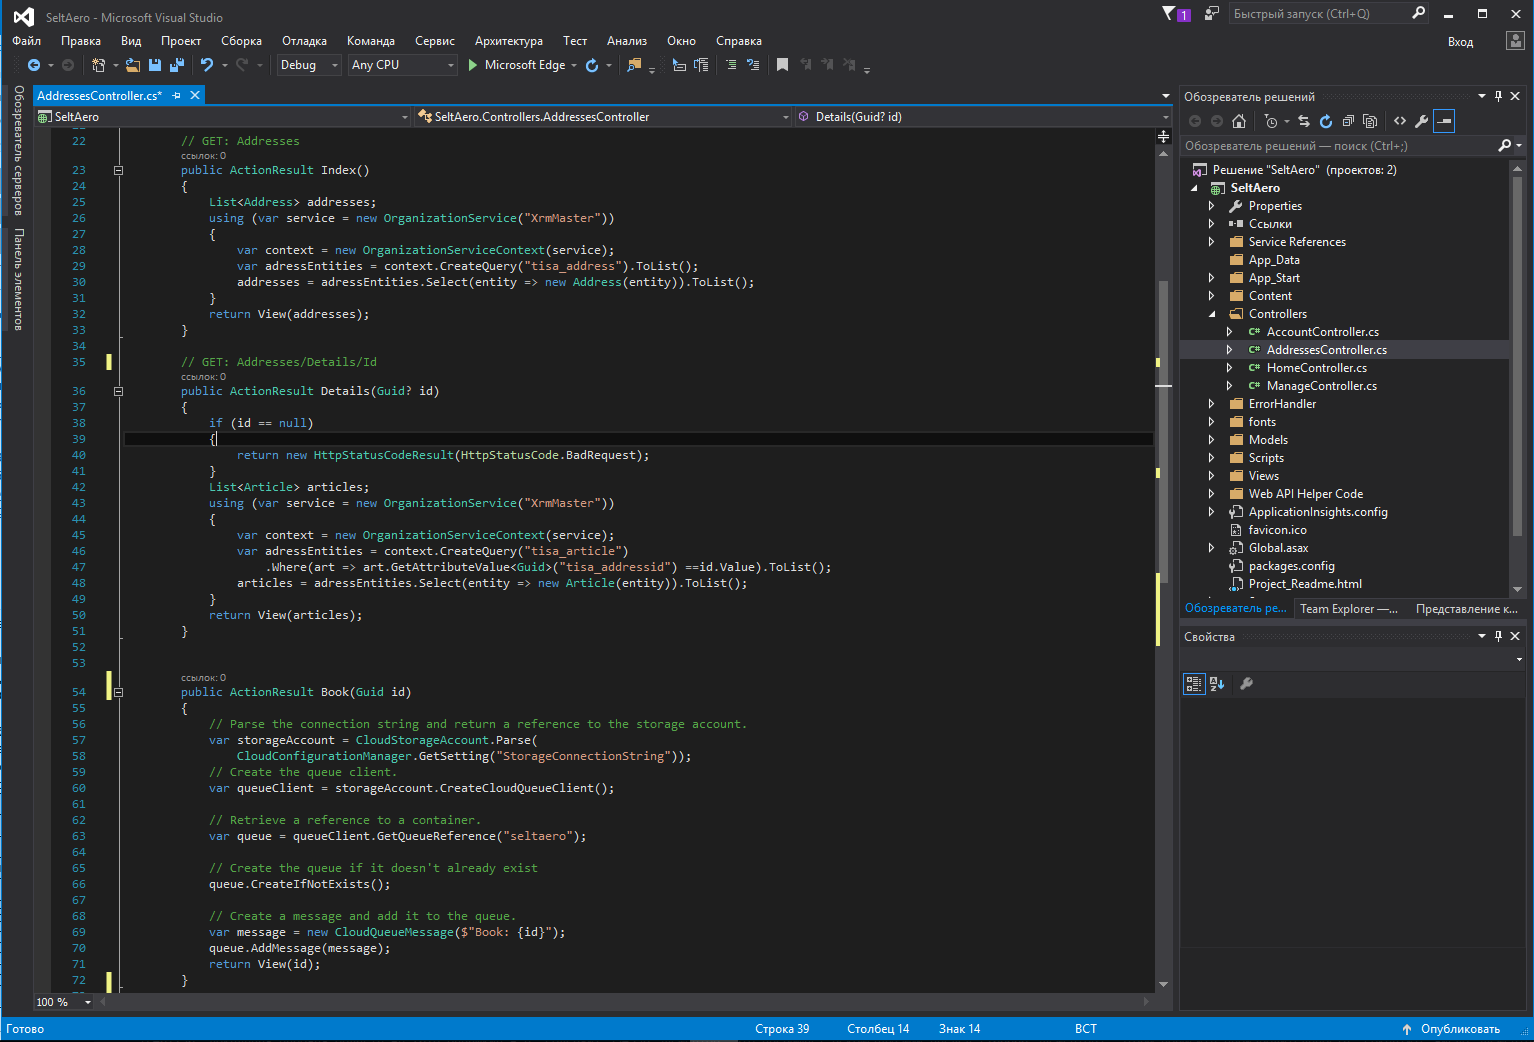 SeltAero - Microsoft Visual Studio
1
Быстрый запуск (Ctrl+Q)
Файл Правка Вид Проект Сборка Отладка Команда Сервис Архитектура Тест Анализ Окно Справка
Вход
Debug Any CPU Microsoft Edge
Обозреватель серверов
Панель элементов
AddressesController.cs*
SeltAero SeltAero.Controllers.AddressesController Details(Guid? id)
22 // GET: Addresses
ссылок: 0
23 public ActionResult Index()
24 {
25 List<Address> addresses;
26 using (var service = new OrganizationService("XrmMaster"))
27 {
28 var context = new OrganizationServiceContext(service);
29 var adressEntities = context.CreateQuery("tisa_address").ToList();
30 addresses = adressEntities.Select(entity => new Address(entity)).ToList();
31 }
32 return View(addresses);
33 }
34
35 // GET: Addresses/Details/Id
ссылок: 0
36 public ActionResult Details(Guid? id)
37 {
38 if (id == null)
39 {
40 return new HttpStatusCodeResult(HttpStatusCode.BadRequest);
41 }
42 List<Article> articles;
43 using (var service = new OrganizationService("XrmMaster"))
44 {
45 var context = new OrganizationServiceContext(service);
46 var adressEntities = context.CreateQuery("tisa_article")
47 .Where(art => art.GetAttributeValue<Guid>("tisa_addressid") ==id.Value).ToList();
48 articles = adressEntities.Select(entity => new Article(entity)).ToList();
49 }
50 return View(articles);
51 }
52
53
ссылок: 0
54 public ActionResult Book(Guid id)
55 {
56 // Parse the connection string and return a reference to the storage account.
57 var storageAccount = CloudStorageAccount.Parse(
58 CloudConfigurationManager.GetSetting("StorageConnectionString"));
59 // Create the queue client.
60 var queueClient = storageAccount.CreateCloudQueueClient();
61
62 // Retrieve a reference to a container.
63 var queue = queueClient.GetQueueReference("seltaero");
64
65 // Create the queue if it doesn't already exist
66 queue.CreateIfNotExists();
67
68 // Create a message and add it to the queue.
69 var message = new CloudQueueMessage($"Book: {id}");
70 queue.AddMessage(message);
71 return View(id);
72 }
100 %
Обозреватель решений
Обозреватель решений — поиск (Ctrl+;)
Решение "SeltAero" (проектов: 2)
SeltAero
Properties
Ссылки
Service References
App_Data
App_Start
Content
Controllers
C# AccountController.cs
C# AddressesController.cs
C# HomeController.cs
C# ManageController.cs
ErrorHandler
fonts
Models
Scripts
Views
Web API Helper Code
ApplicationInsights.config
favicon.ico
Global.asax
packages.config
Project_Readme.html
Обозреватель ре... Team Explorer —... Представление к...
Свойства
Готово Строка 39 Столбец 14 Знак 14 ВСТ Опубликовать